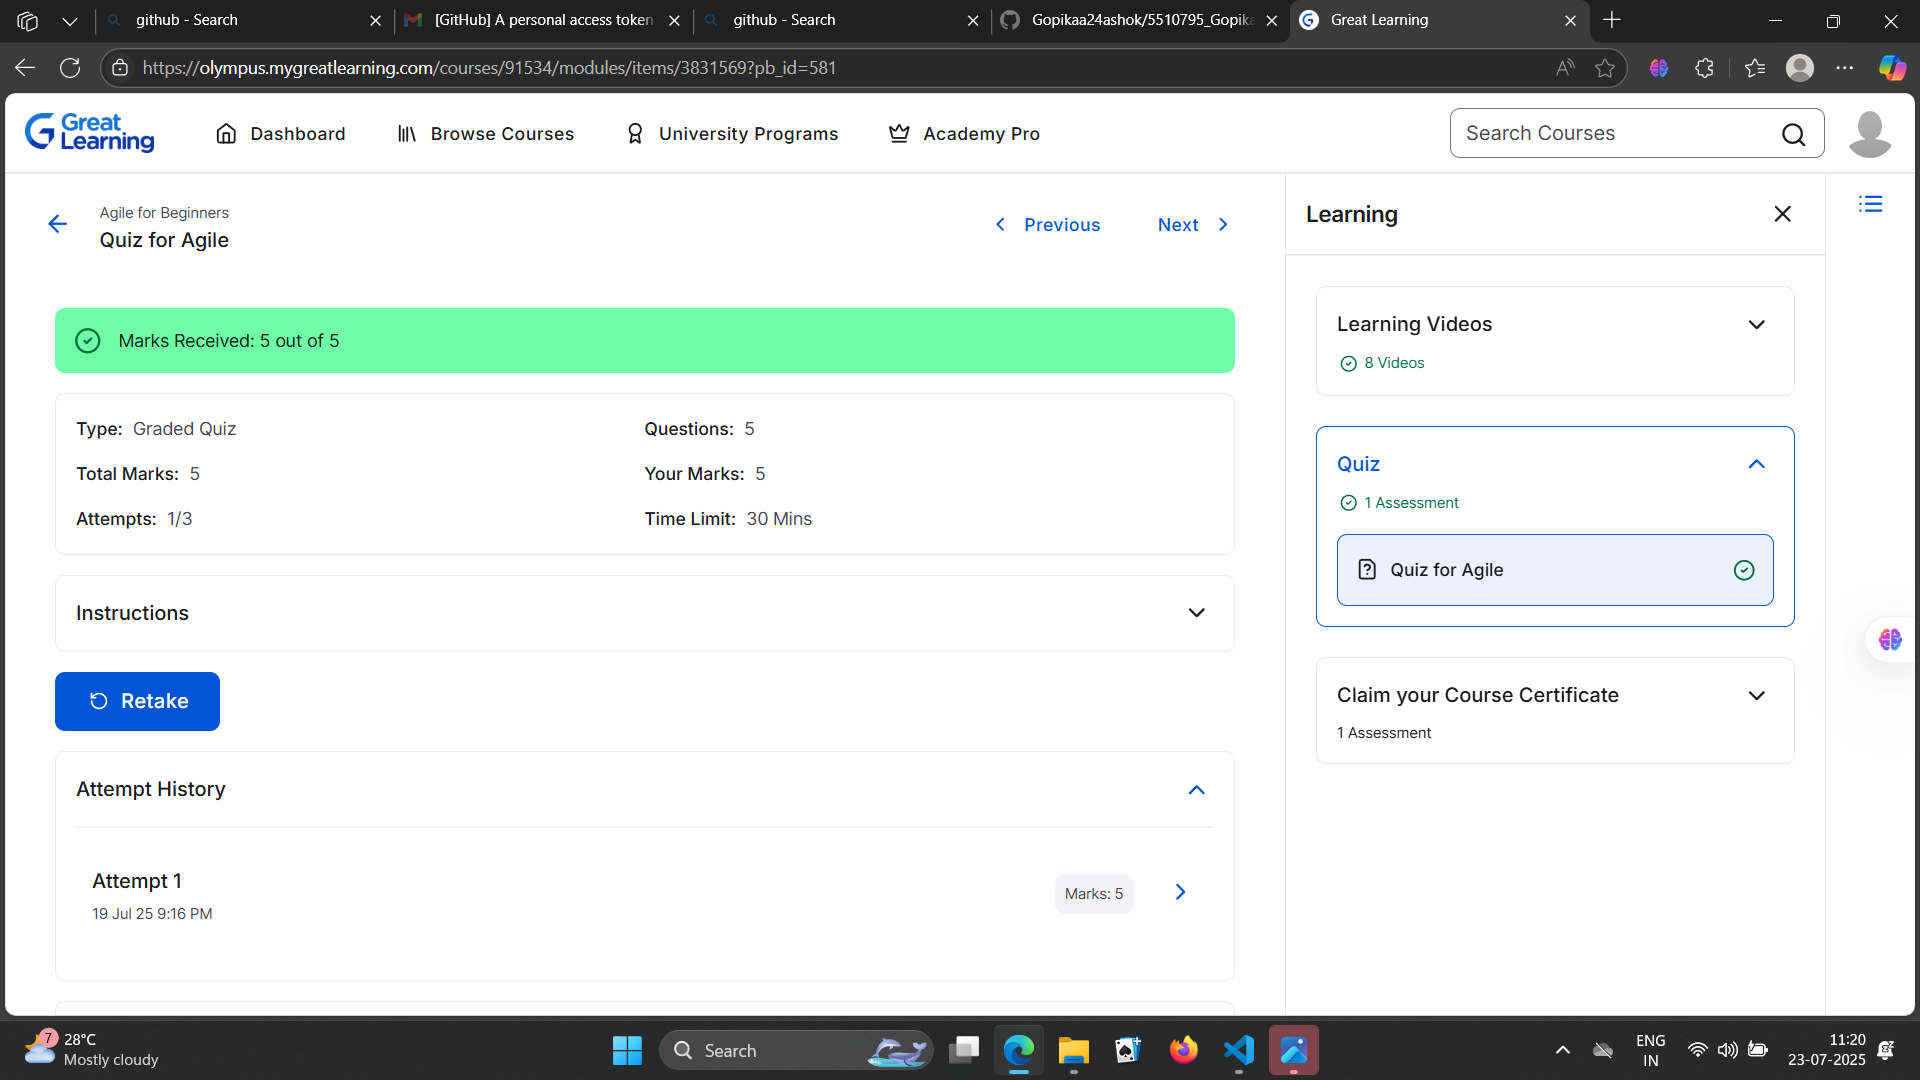 github - Search
[GitHub] A personal access token
github - Search
Gopikaa24ashok/5510795_Gopika
Great Learning
https://olympus.mygreatlearning.com/courses/91534/modules/items/3831569?pb_id=581
Great Learning
Dashboard
Browse Courses
University Programs
Academy Pro
Search Courses
Agile for Beginners
Quiz for Agile
Previous
Next
Learning
Marks Received: 5 out of 5
Type: Graded Quiz
Questions: 5
Total Marks: 5
Your Marks: 5
Attempts: 1/3
Time Limit: 30 Mins
Instructions
Retake
Attempt History
Attempt 1
19 Jul 25 9:16 PM
Marks: 5
Learning Videos
8 Videos
Quiz
1 Assessment
Quiz for Agile
Claim your Course Certificate
1 Assessment
7
28°C
Mostly cloudy
Search
ENG
IN
11:20
23-07-2025